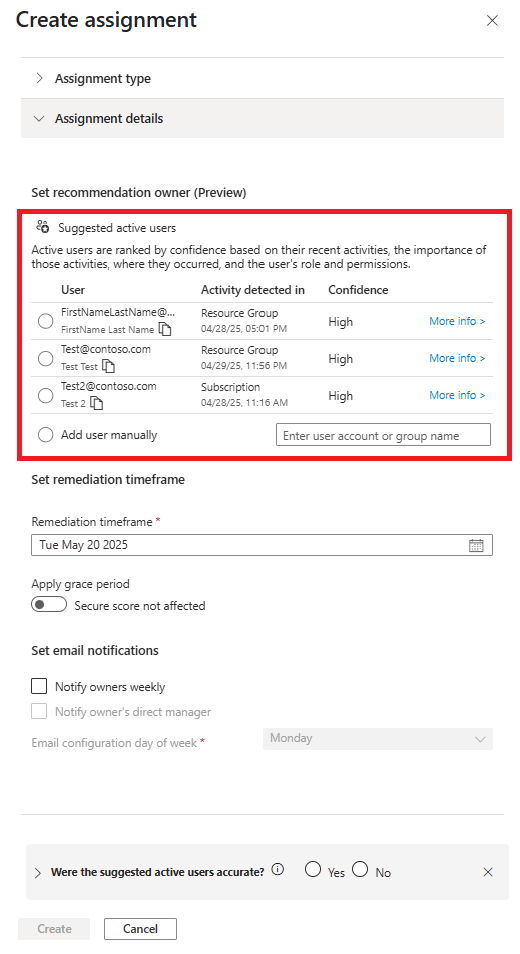 Create assignment
Assignment type
Assignment details
Set recommendation owner (Preview)
Suggested active users
Active users are ranked by confidence based on their recent activities, the importance of
those activities, where they occurred, and the user's role and permissions.
User Activity detected in Confidence
FirstNameLastName@... Resource Group
FirstName Last Name 04/28/25, 05:01 PM High More info >
Test@contoso.com Resource Group
Test Test 04/29/25, 11:56 PM High More info >
Test2@contoso.com Subscription
Test 2 04/28/25, 11:16 AM High More info >
Add user manually Enter user account or group name
Set remediation timeframe
Remediation timeframe *
Tue May 20 2025
Apply grace period
Secure score not affected
Set email notifications
Notify owners weekly
Notify owner's direct manager
Email configuration day of week * Monday
Were the suggested active users accurate? Yes No
Create Cancel